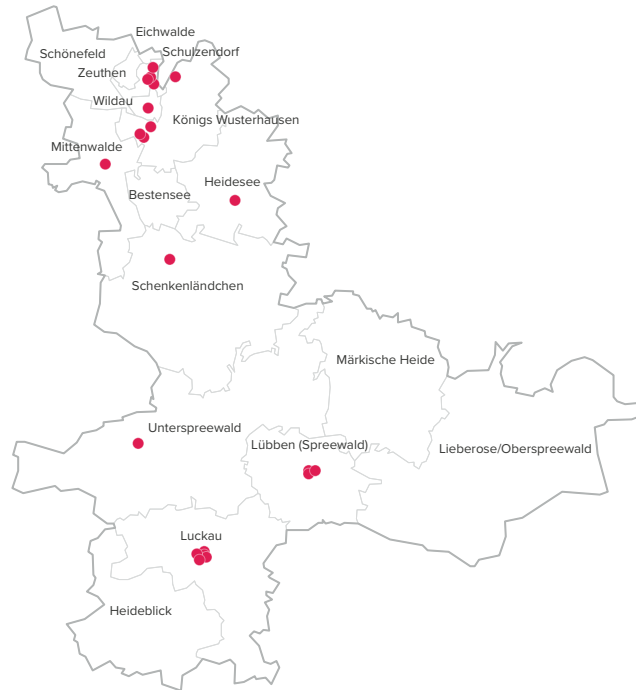 Eichwalde
Schönefeld
Schulzendorf
Zeuthen
Wildau
Königs Wusterhausen
Mittenwalde
Bestensee
Heidesee
Schenkenländchen
Märkische Heide
Unterspreewald
Lübben (Spreewald)
Lieberose/Oberspreewald
Luckau
Heideblick